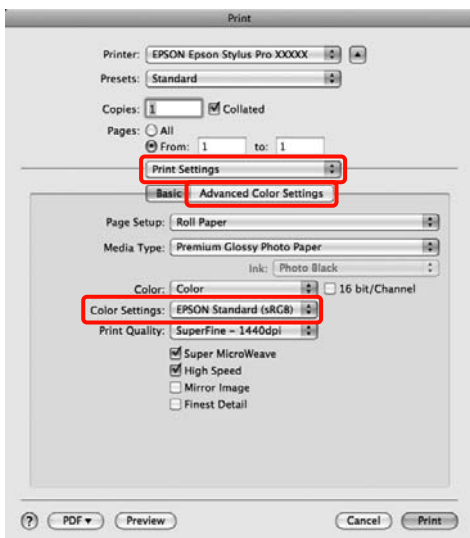 Print
Printer: EPSON Epson Stylus Pro XXXXX
Presets: Standard
Copies: 1 Collated
Pages: All
From: 1 to: 1
Print Settings
Basic Advanced Color Settings
Page Setup: Roll Paper
Media Type: Premium Glossy Photo Paper
Ink: Photo Black
Color: Color 16 bit/Channel
Color Settings: EPSON Standard (sRGB)
Print Quality: SuperFine - 1440dpi
Super MicroWeave
High Speed
Mirror Image
Finest Detail
? PDF Preview Cancel Print